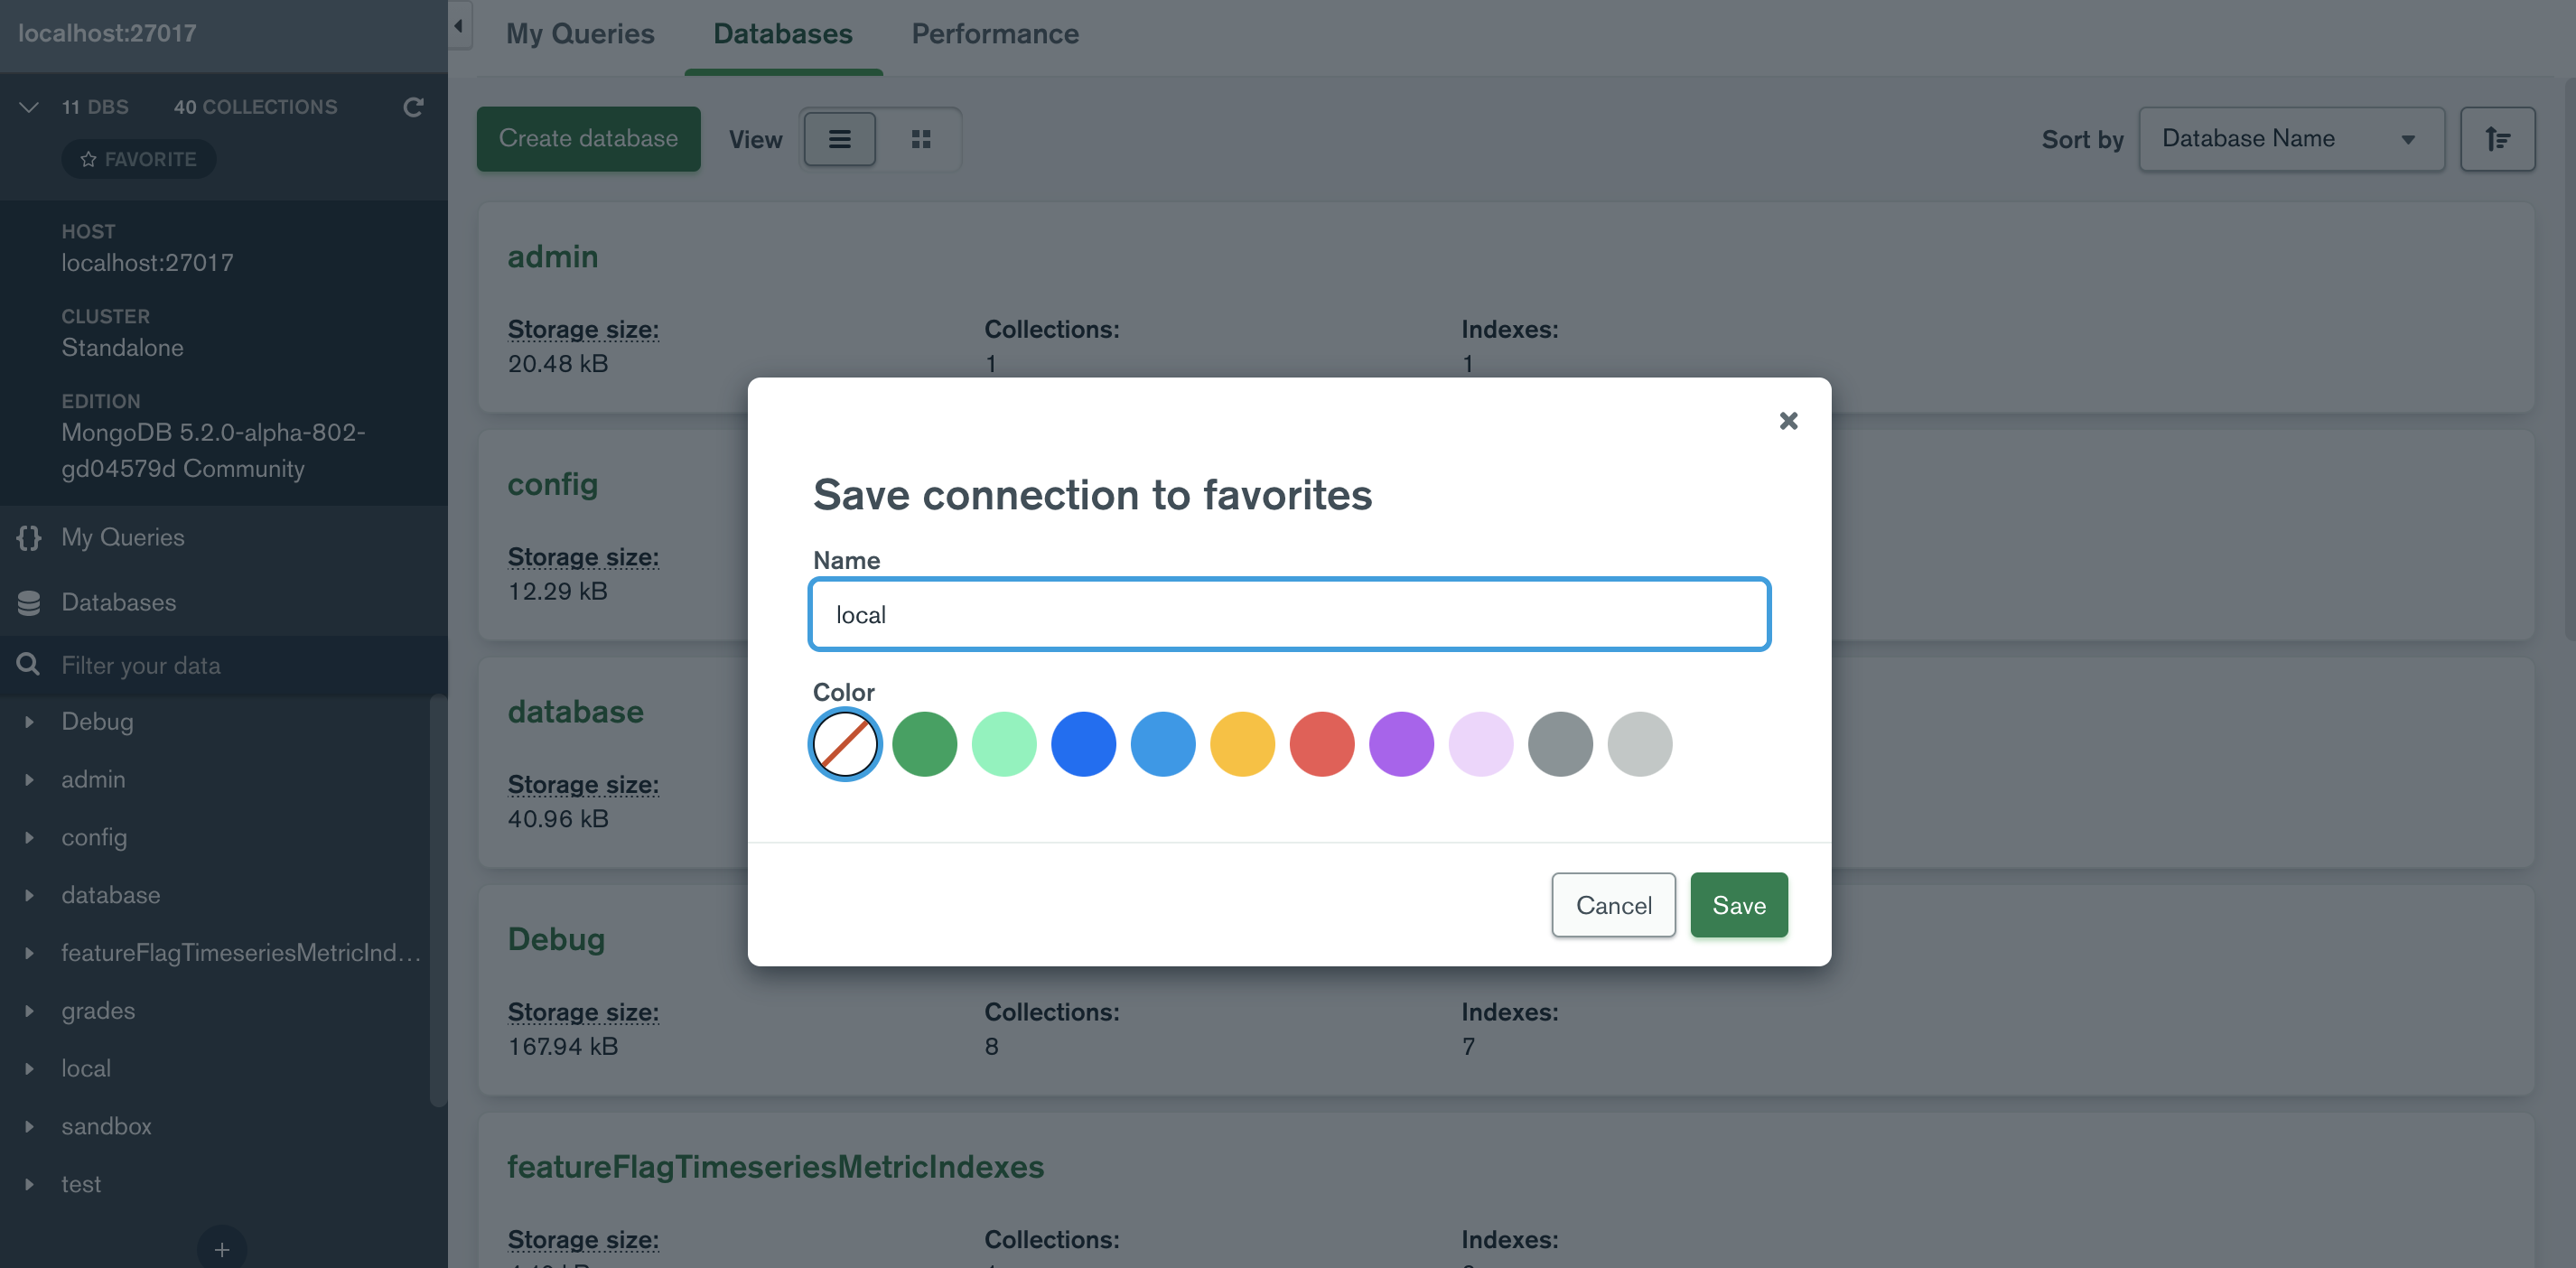 localhost:27017
11 DBS 40 COLLECTIONS
FAVORITE
HOST
localhost:27017
CLUSTER
Standalone
EDITION
MongoDB 5.2.0-alpha-802-
gd04579d Community
{} My Queries
Databases
Filter your data
Debug
admin
config
database
featureFlagTimeseriesMetricInd...
grades
local
sandbox
test
+
My Queries Databases Performance
Create database View Sort by Database Name
admin
Storage size: Collections: Indexes:
20.48 kB 1 1
config
Storage size:
12.29 kB
database
Storage size:
40.96 kB
Debug
Storage size: Collections: Indexes:
167.94 kB 8 7
featureFlagTimeseriesMetricIndexes
Storage size: Collections: Indexes:
Save connection to favorites
Name
local
Color
Cancel Save